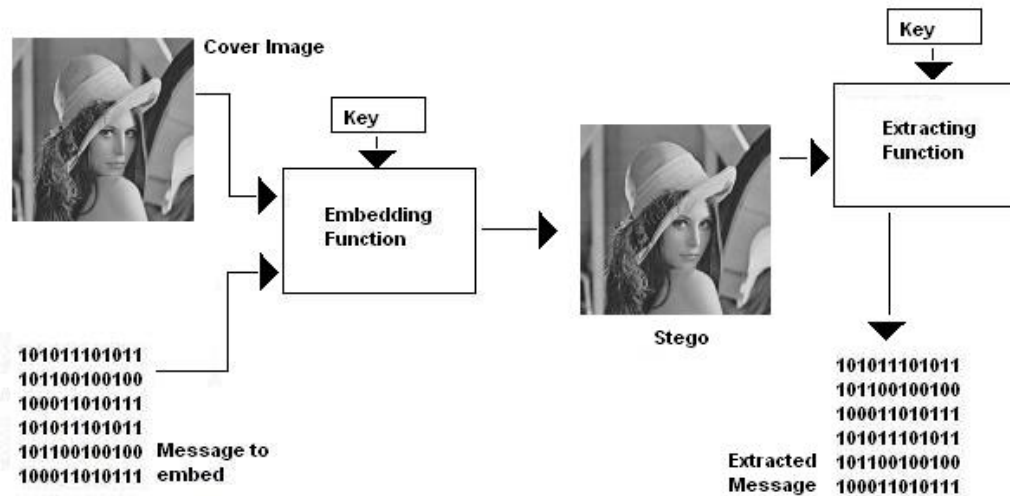 Cover Image
Key
Embedding
Function
101011101011
101100100100
100011010111
101011101011
101100100100
100011010111
Message to
embed
Stego
Key
Extracting
Function
101011101011
101100100100
100011010111
101011101011
101100100100
100011010111
Extracted
Message